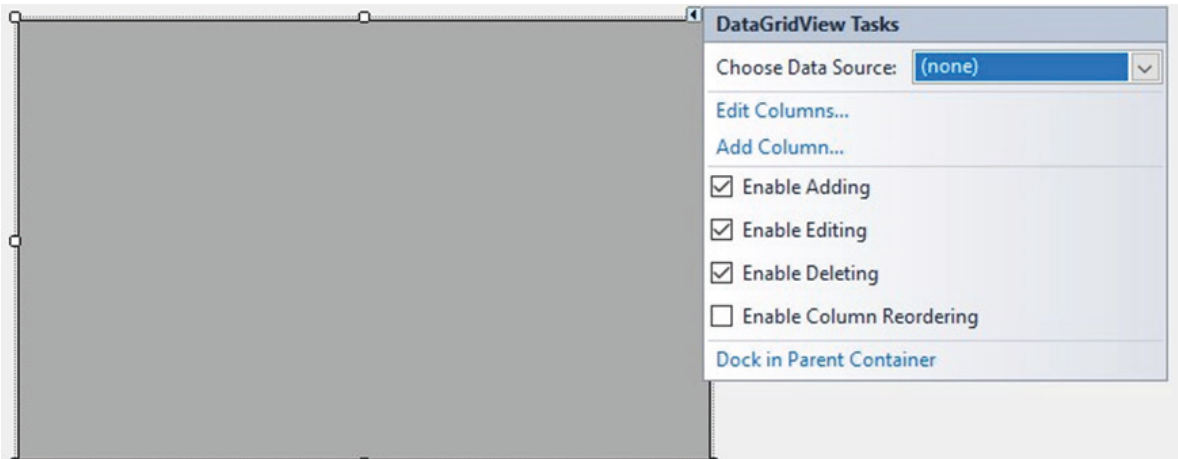 DataGridView Tasks
Choose Data Source: (none)
Edit Columns...
Add Column...
Enable Adding
Enable Editing
Enable Deleting
Enable Column Reordering
Dock in Parent Container